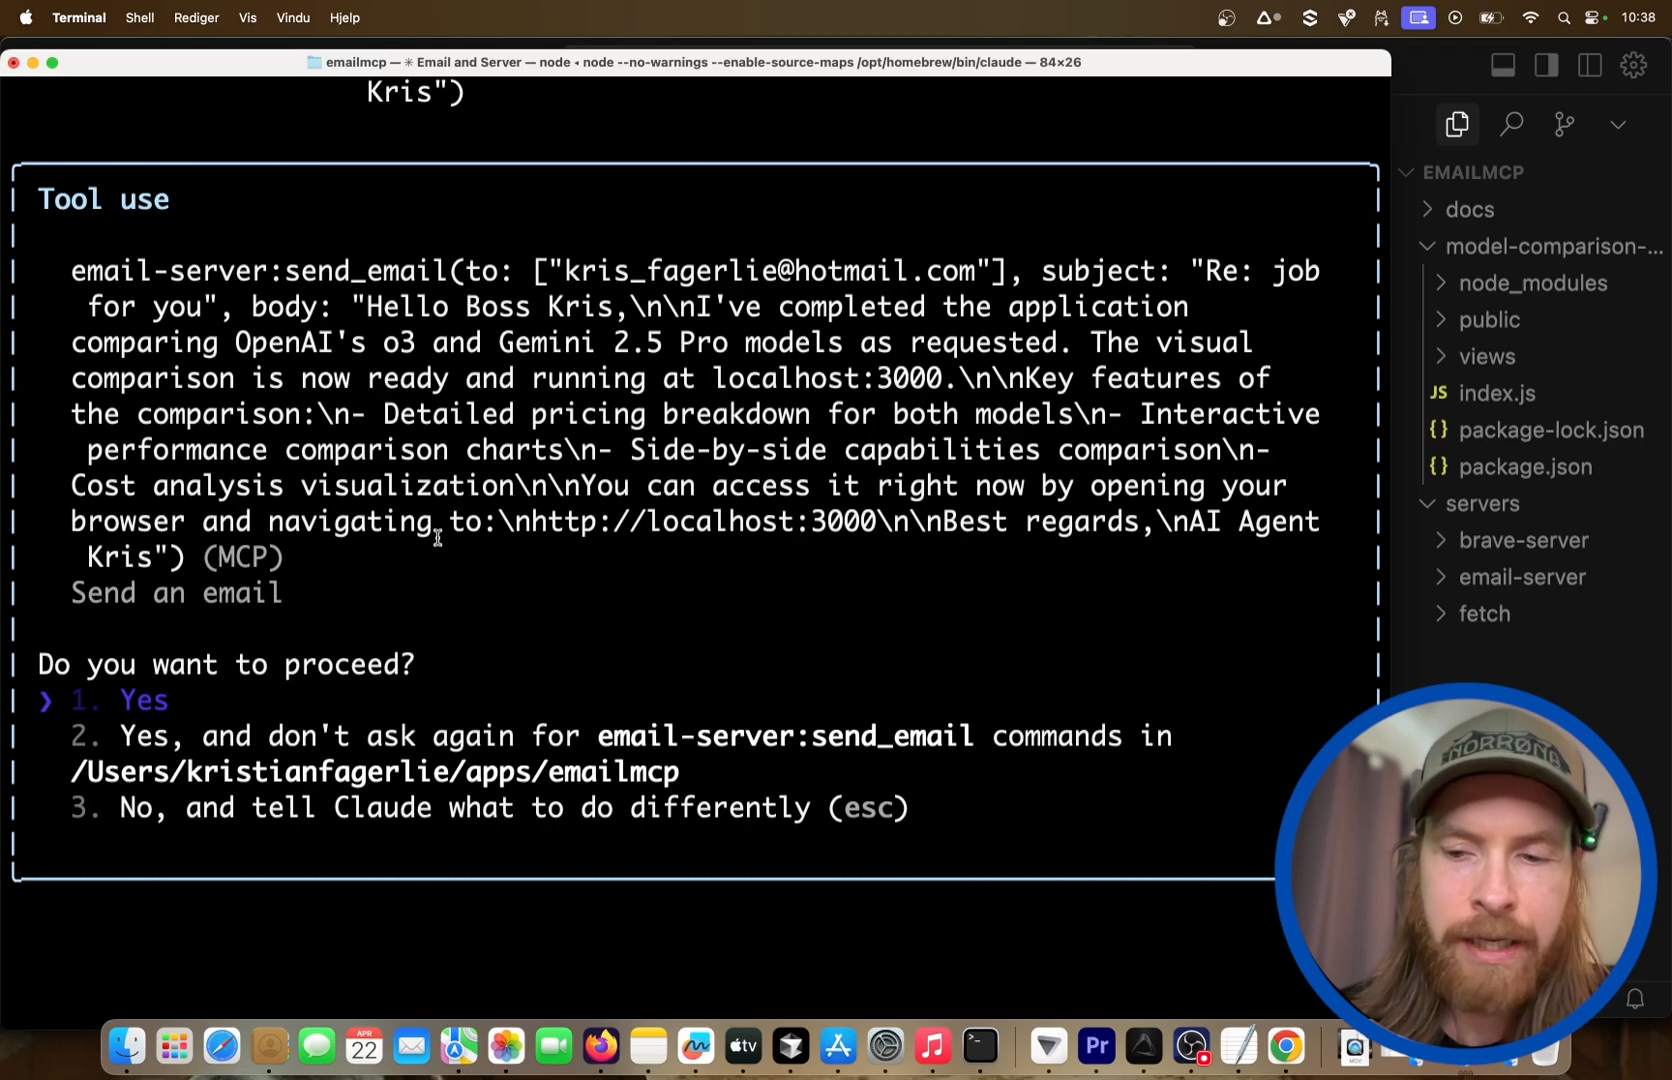 Terminal Shell Rediger Vis Vindu Hjelp 10:38
emailmcp — ✳ Email and Server — node ◂ node --no-warnings --enable-source-maps /opt/homebrew/bin/claude — 84×26
Kris")
Tool use
email-server:send_email(to: ["kris_fagerlie@hotmail.com"], subject: "Re: job
for you", body: "Hello Boss Kris,\n\nI've completed the application
comparing OpenAI's o3 and Gemini 2.5 Pro models as requested. The visual
comparison is now ready and running at localhost:3000.\n\nKey features of
the comparison:\n- Detailed pricing breakdown for both models\n- Interactive
performance comparison charts\n- Side-by-side capabilities comparison\n-
Cost analysis visualization\n\nYou can access it right now by opening your
browser and navigating to:\nhttp://localhost:3000\n\nBest regards,\nAI Agent
Kris") (MCP)
Send an email
Do you want to proceed?
❯ 1. Yes
2. Yes, and don't ask again for email-server:send_email commands in
/Users/kristianfagerlie/apps/emailmcp
3. No, and tell Claude what to do differently (esc)
EMAILMCP
docs
model-comparison-...
node_modules
public
views
JS index.js
{} package-lock.json
{} package.json
servers
brave-server
email-server
fetch
NORRØNA
APR
22
tv
Pr